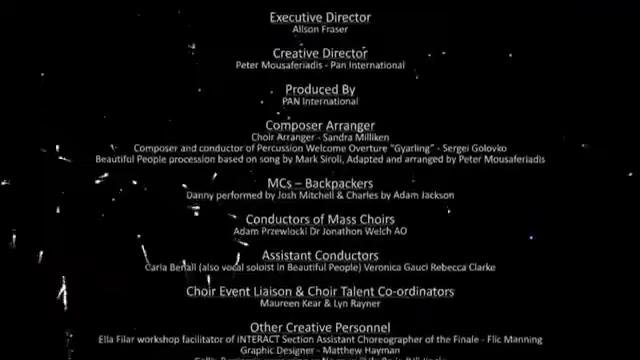 Executive Director
Alison Fraser
Creative Director
Peter Mousaferiadis - Pan International
Produced By
PAN International
Composer Arranger
Choir Arranger - Sandra Milliken
Composer and conductor of Percussion Welcome Overture "Gyarling" - Sergei Golovko
Beautiful People procession based on song by Mark Siroli, Adapted and arranged by Peter Mousaferiadis
MCs – Backpackers
Danny performed by Josh Mitchell & Charles by Adam Jackson
Conductors of Mass Choirs
Adam Przewlocki Dr Jonathon Welch AO
Assistant Conductors
Carla (also vocal soloist in Beautiful People) Veronica Gauci Rebecca Clarke
Choir Event Liaison & Choir Talent Co-ordinators
Maureen Kear & Lyn Rayner
Other Creative Personnel
Ella Filar workshop facilitator of INTERACT Section Assistant Choreographer of the Finale - Flic Manning
Graphic Designer - Matthew Hayman